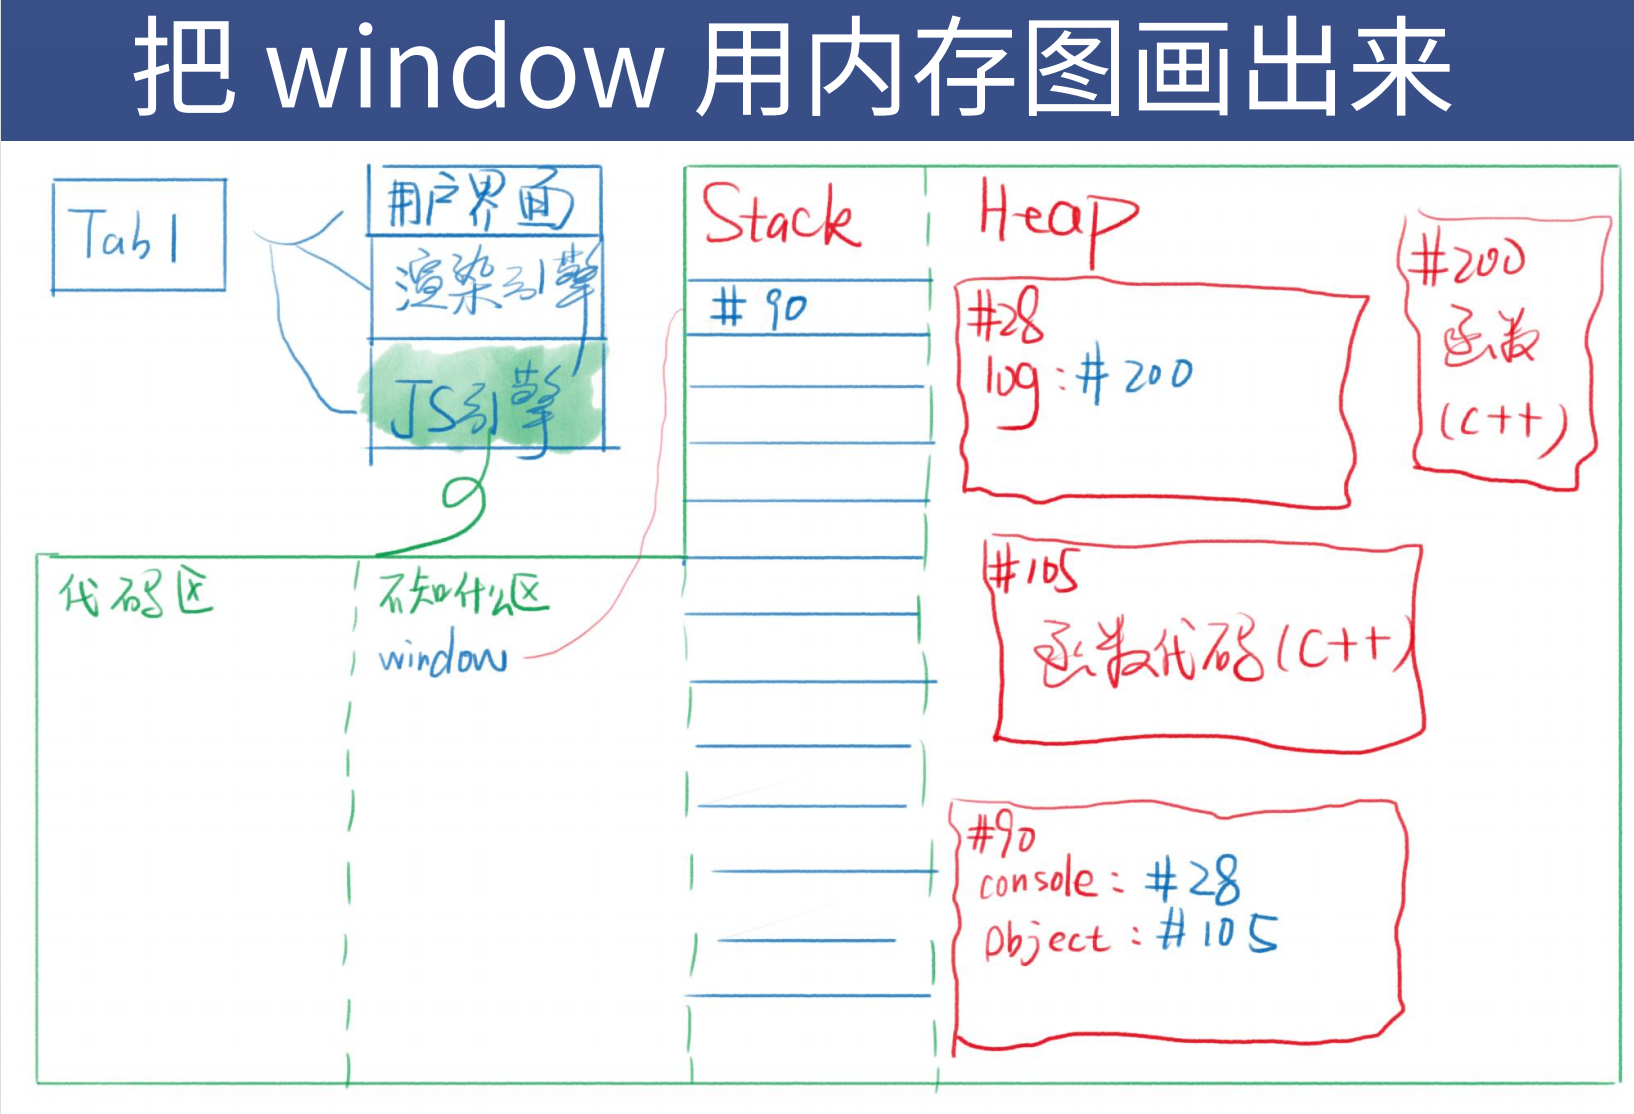 把 window 用内存图画出来
Tab1
用户界面
渲染引擎
JS引擎
代码区
不知什么区
window
Stack
#90
Heap
#28
log:#200
#200
函数
(C++)
#105
函数代码(C++)
#90
console:#28
Object:#105